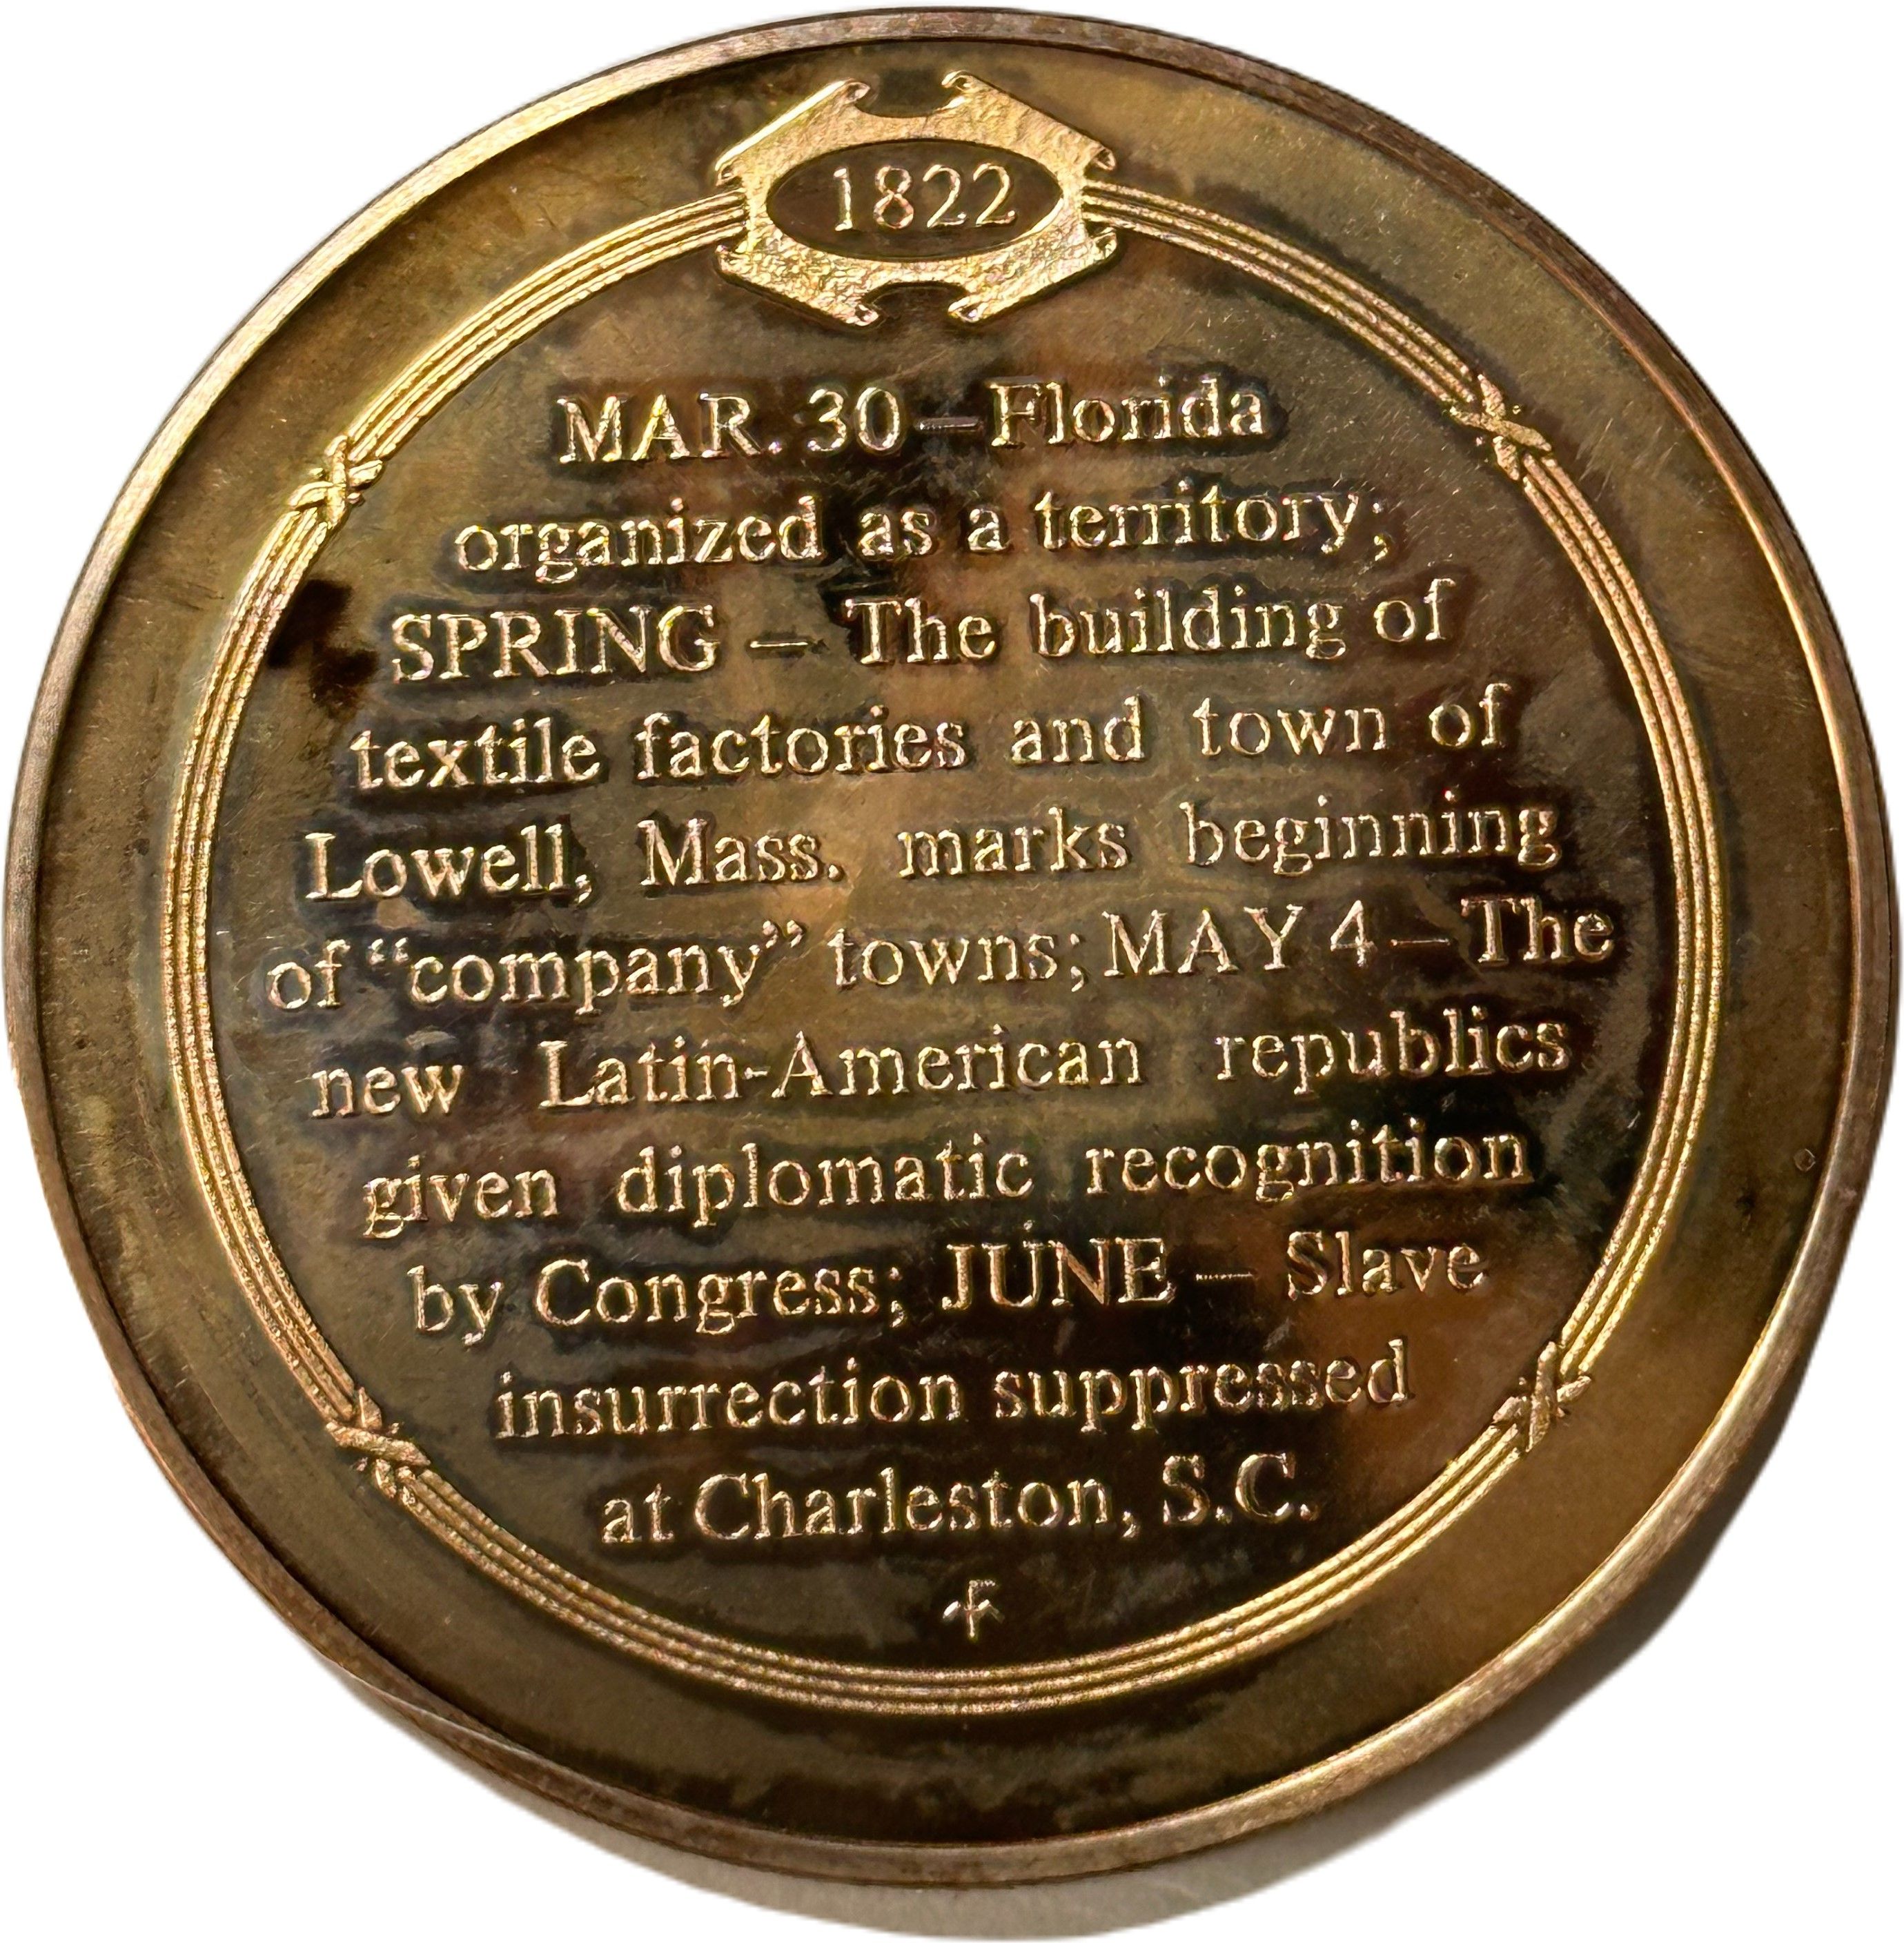 1822
MAR. 30 – Florida
organized as a territory;
SPRING – The building of
textile factories and town of
Lowell, Mass. marks beginning
of “company” towns; MAY 4 – The
new Latin-American republics
given diplomatic recognition
by Congress; JUNE – Slave
insurrection suppressed
at Charleston, S.C.